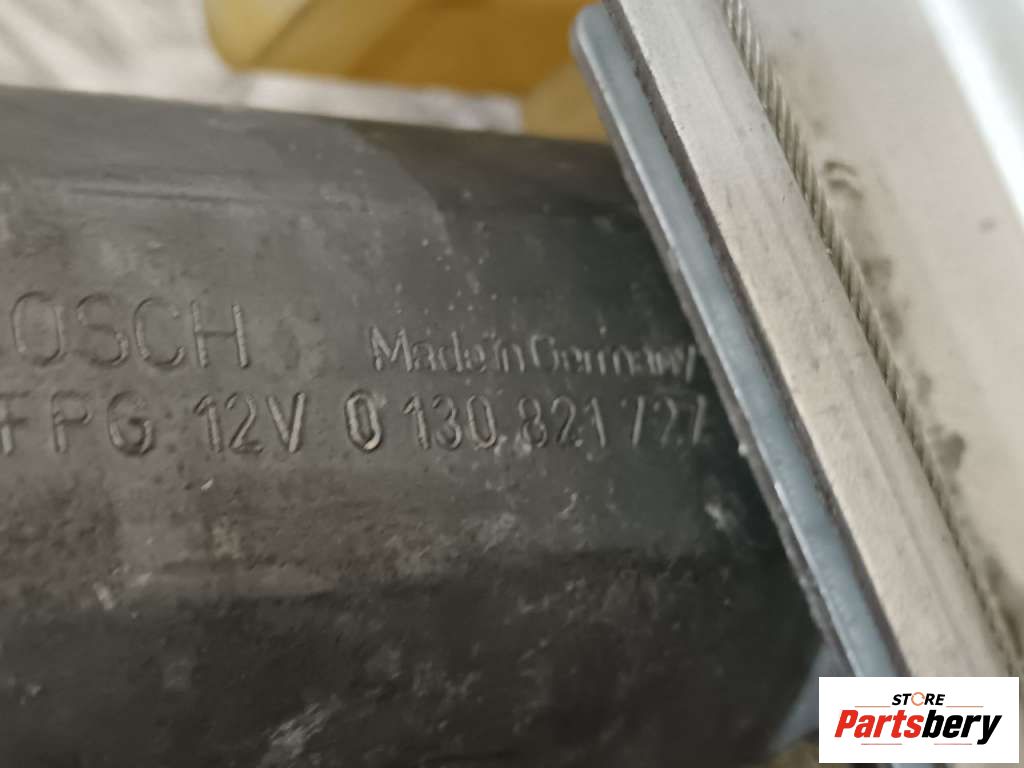 OSCH
Made in Germany
FPG 12V 0 130 821 727
STORE
Partsbery